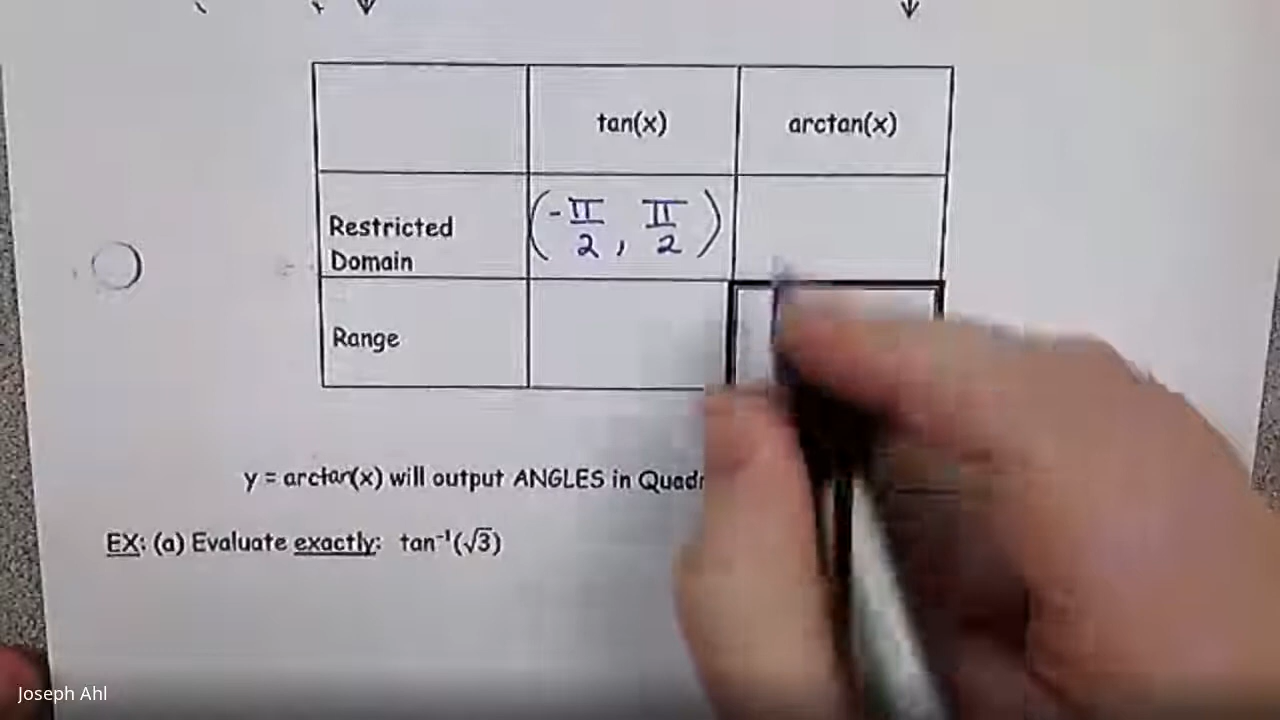 tan(x) arctan(x)
Restricted Domain (-π/2, π/2)
Range
y = arctan(x) will output ANGLES in
EX: (a) Evaluate exactly: tan⁻¹(√3)
Joseph Ahl